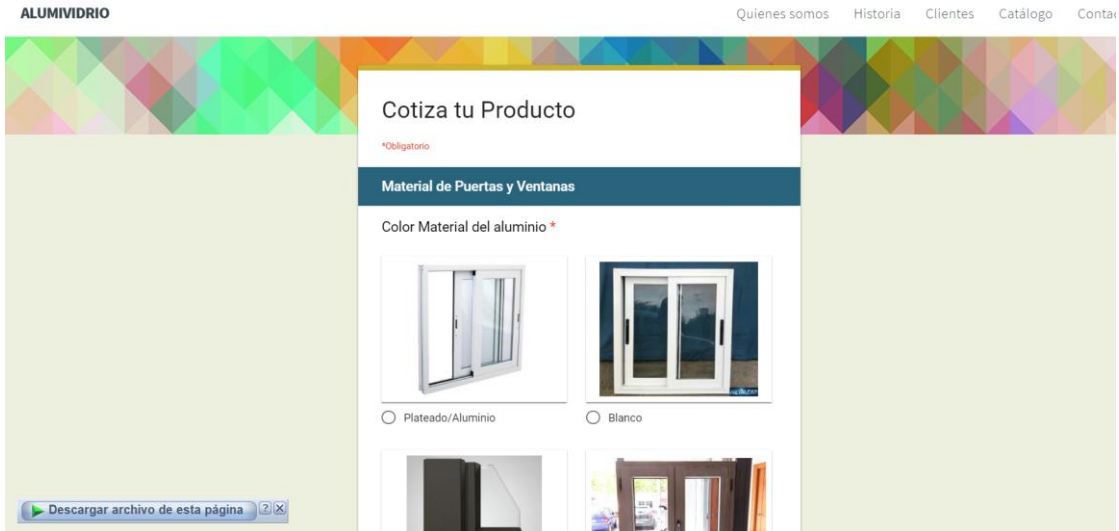 ALUMIVIDRIO
Quienes somos Historia Clientes Catálogo Contac
Cotiza tu Producto
*Obligatorio
Material de Puertas y Ventanas
Color Material del aluminio *
Plateado/Aluminio
Blanco
Descargar archivo de esta página ? X